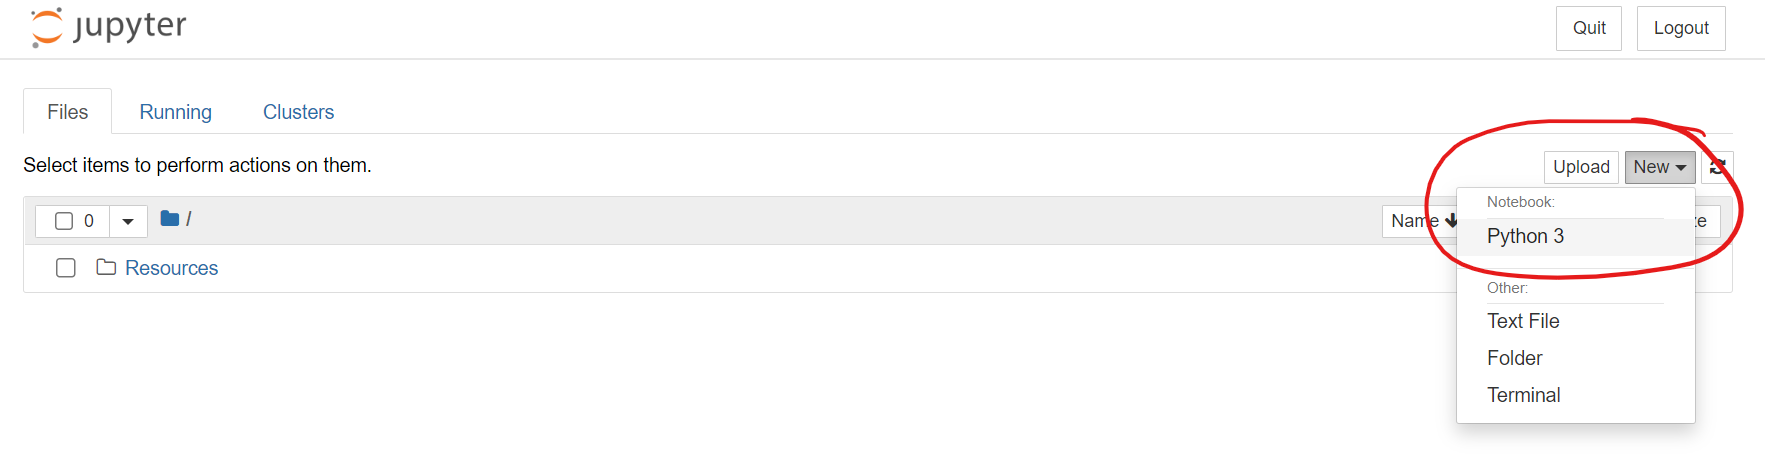 jupyter
Quit Logout
Files Running Clusters
Select items to perform actions on them.
Upload New
0 / Name
Notebook:
Python 3
Resources
Other:
Text File
Folder
Terminal